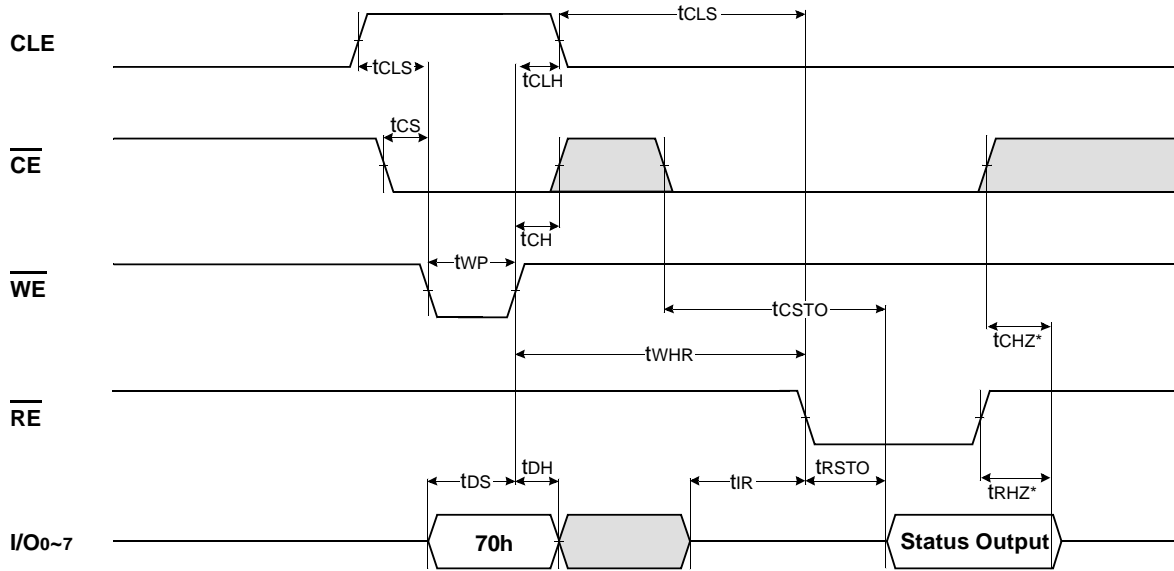 tCLS
CLE
tCLS
tCLH
tCS
CE
tCH
tWP
WE
tCSTO
tCHZ*
tWHR
RE
tDH
tDS
tIR
tRSTO
tRHZ*
I/O0~7
70h
Status Output